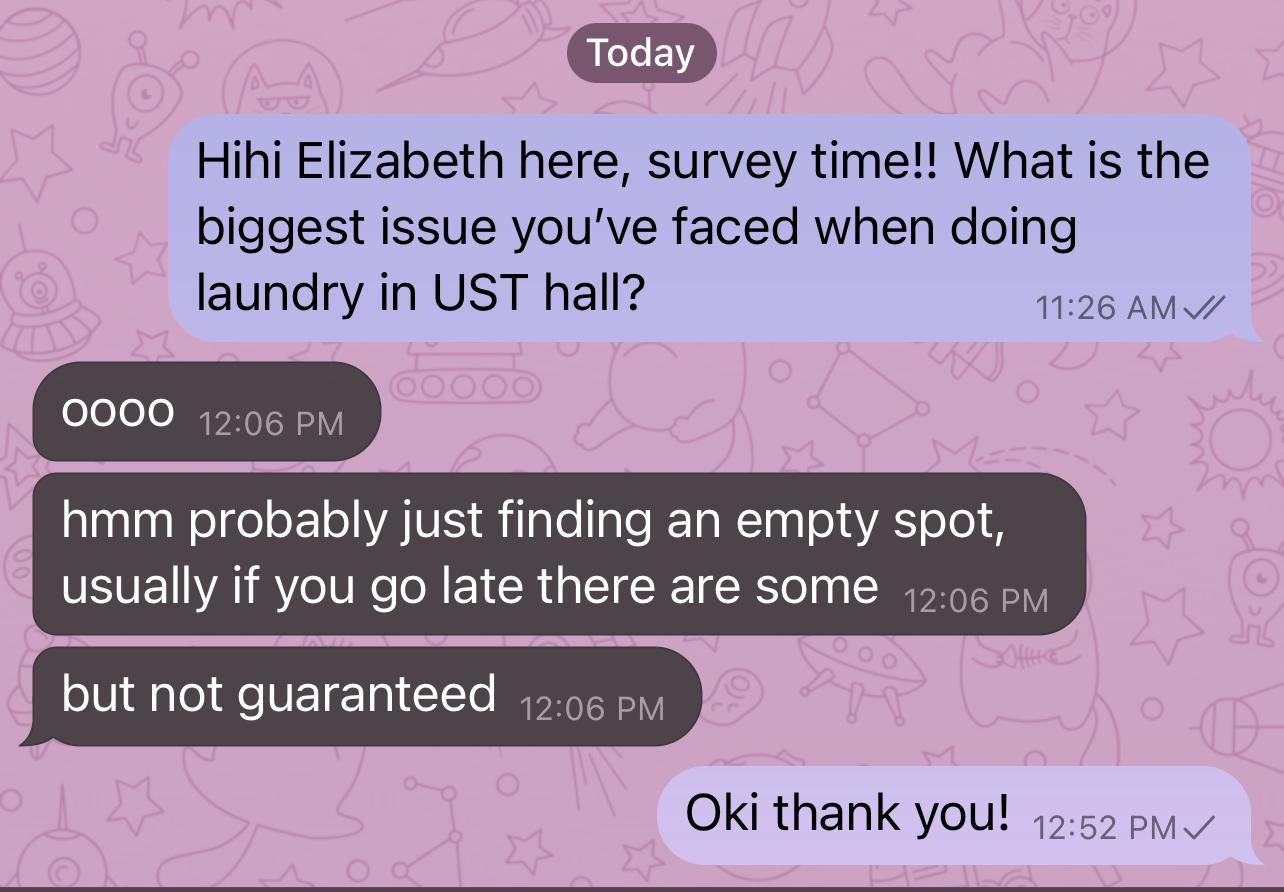 Today
Hihi Elizabeth here, survey time!! What is the
biggest issue you’ve faced when doing
laundry in UST hall?
11:26 AM
oooo 12:06 PM
hmm probably just finding an empty spot,
usually if you go late there are some 12:06 PM
but not guaranteed 12:06 PM
Oki thank you! 12:52 PM